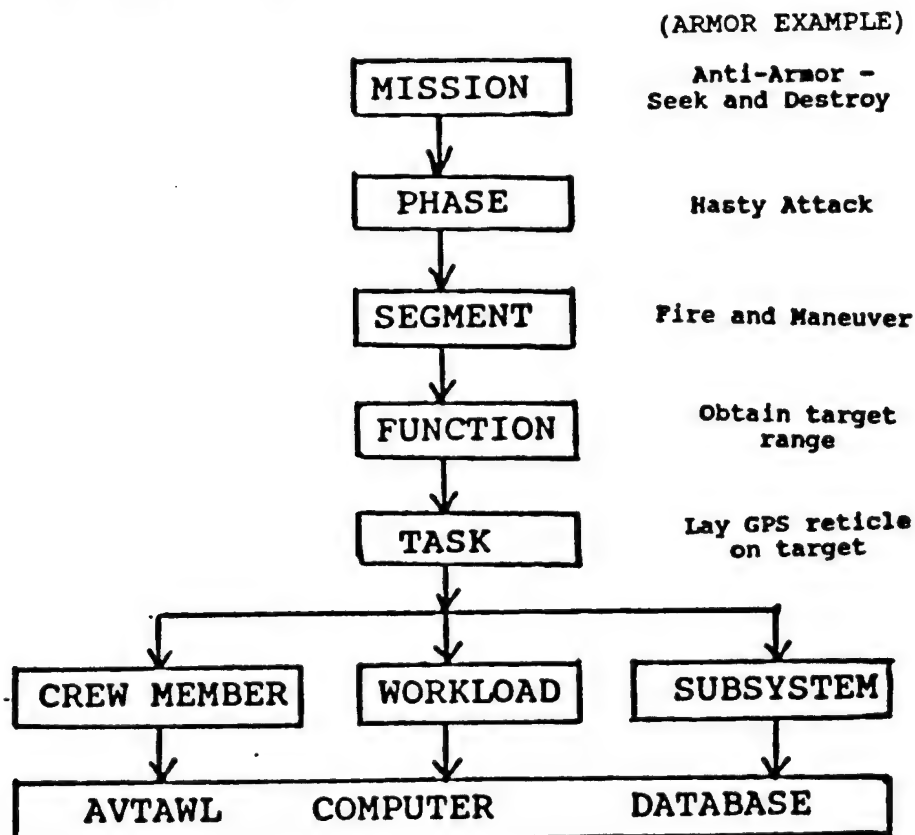 (ARMOR EXAMPLE)
MISSION
Anti-Armor -
Seek and Destroy
PHASE
Hasty Attack
SEGMENT
Fire and Maneuver
FUNCTION
Obtain target
range
TASK
Lay GPS reticle
on target
CREW MEMBER WORKLOAD SUBSYSTEM
AVTAWL COMPUTER DATABASE